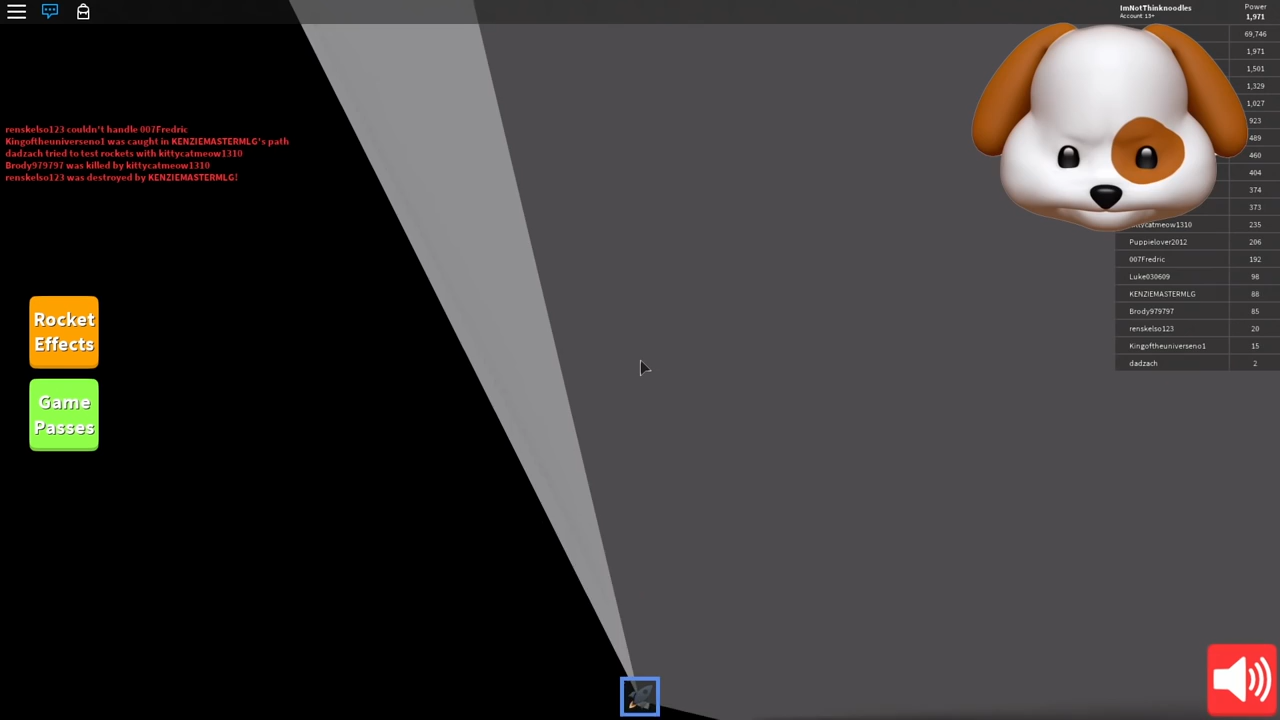 ImNotThinknoodles
Account: 13+
Power
1,971
69,746
1,971
1,501
1,329
1,027
923
489
460
404
374
373
235
Puppielover2012 206
007Fredric 192
Luke030609 98
KENZIEMASTERMLG 88
Brody979797 85
renskelso123 20
Kingoftheuniverseno1 15
dadzach 2
renskelso123 couldn't handle 007Fredric
Kingoftheuniverseno1 was caught in KENZIEMASTERMLG's path
dadzach tried to test rockets with kittycatmeow1310
Brody979797 was killed by kittycatmeow1310
renskelso123 was destroyed by KENZIEMASTERMLG!
Rocket
Effects
Game
Passes